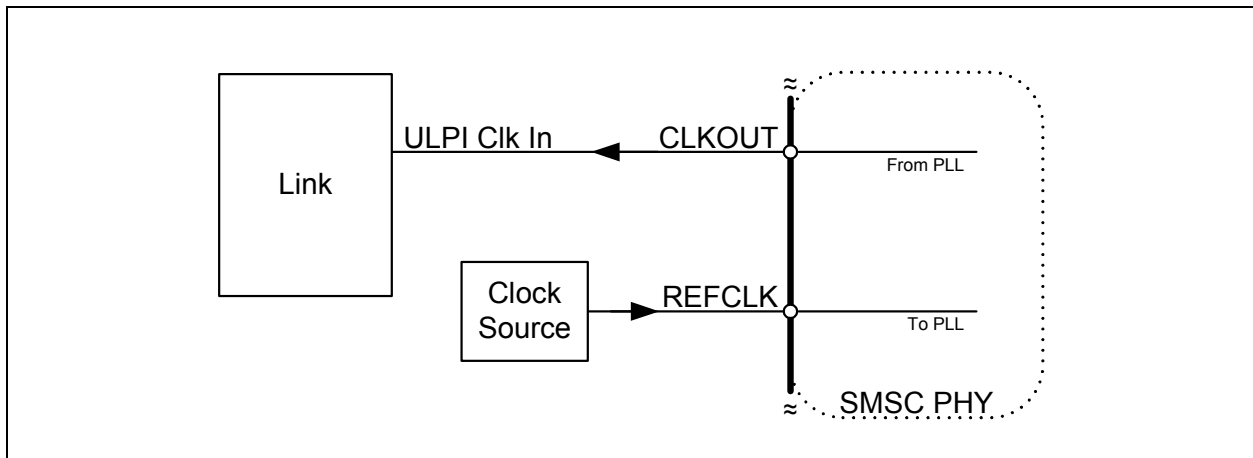 ULPI Clk In
CLKOUT
From PLL
Link
Clock
Source
REFCLK
To PLL
SMSC PHY